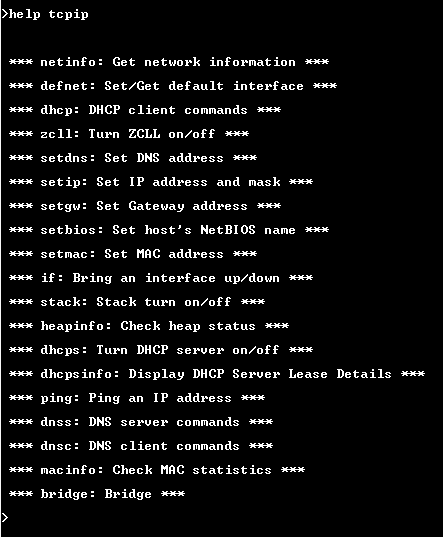 >help tcpip
*** netinfo: Get network information ***
*** defnet: Set/Get default interface ***
*** dhcp: DHCP client commands ***
*** zcll: Turn ZCLL on/off ***
*** setdns: Set DNS address ***
*** setip: Set IP address and mask ***
*** setgw: Set Gateway address ***
*** setbios: Set host's NetBIOS name ***
*** setmac: Set MAC address ***
*** if: Bring an interface up/down ***
*** stack: Stack turn on/off ***
*** heapinfo: Check heap status ***
*** dhcps: Turn DHCP server on/off ***
*** dhcpsinfo: Display DHCP Server Lease Details ***
*** ping: Ping an IP address ***
*** dnss: DNS server commands ***
*** dnsc: DNS client commands ***
*** macinfo: Check MAC statistics ***
*** bridge: Bridge ***
>